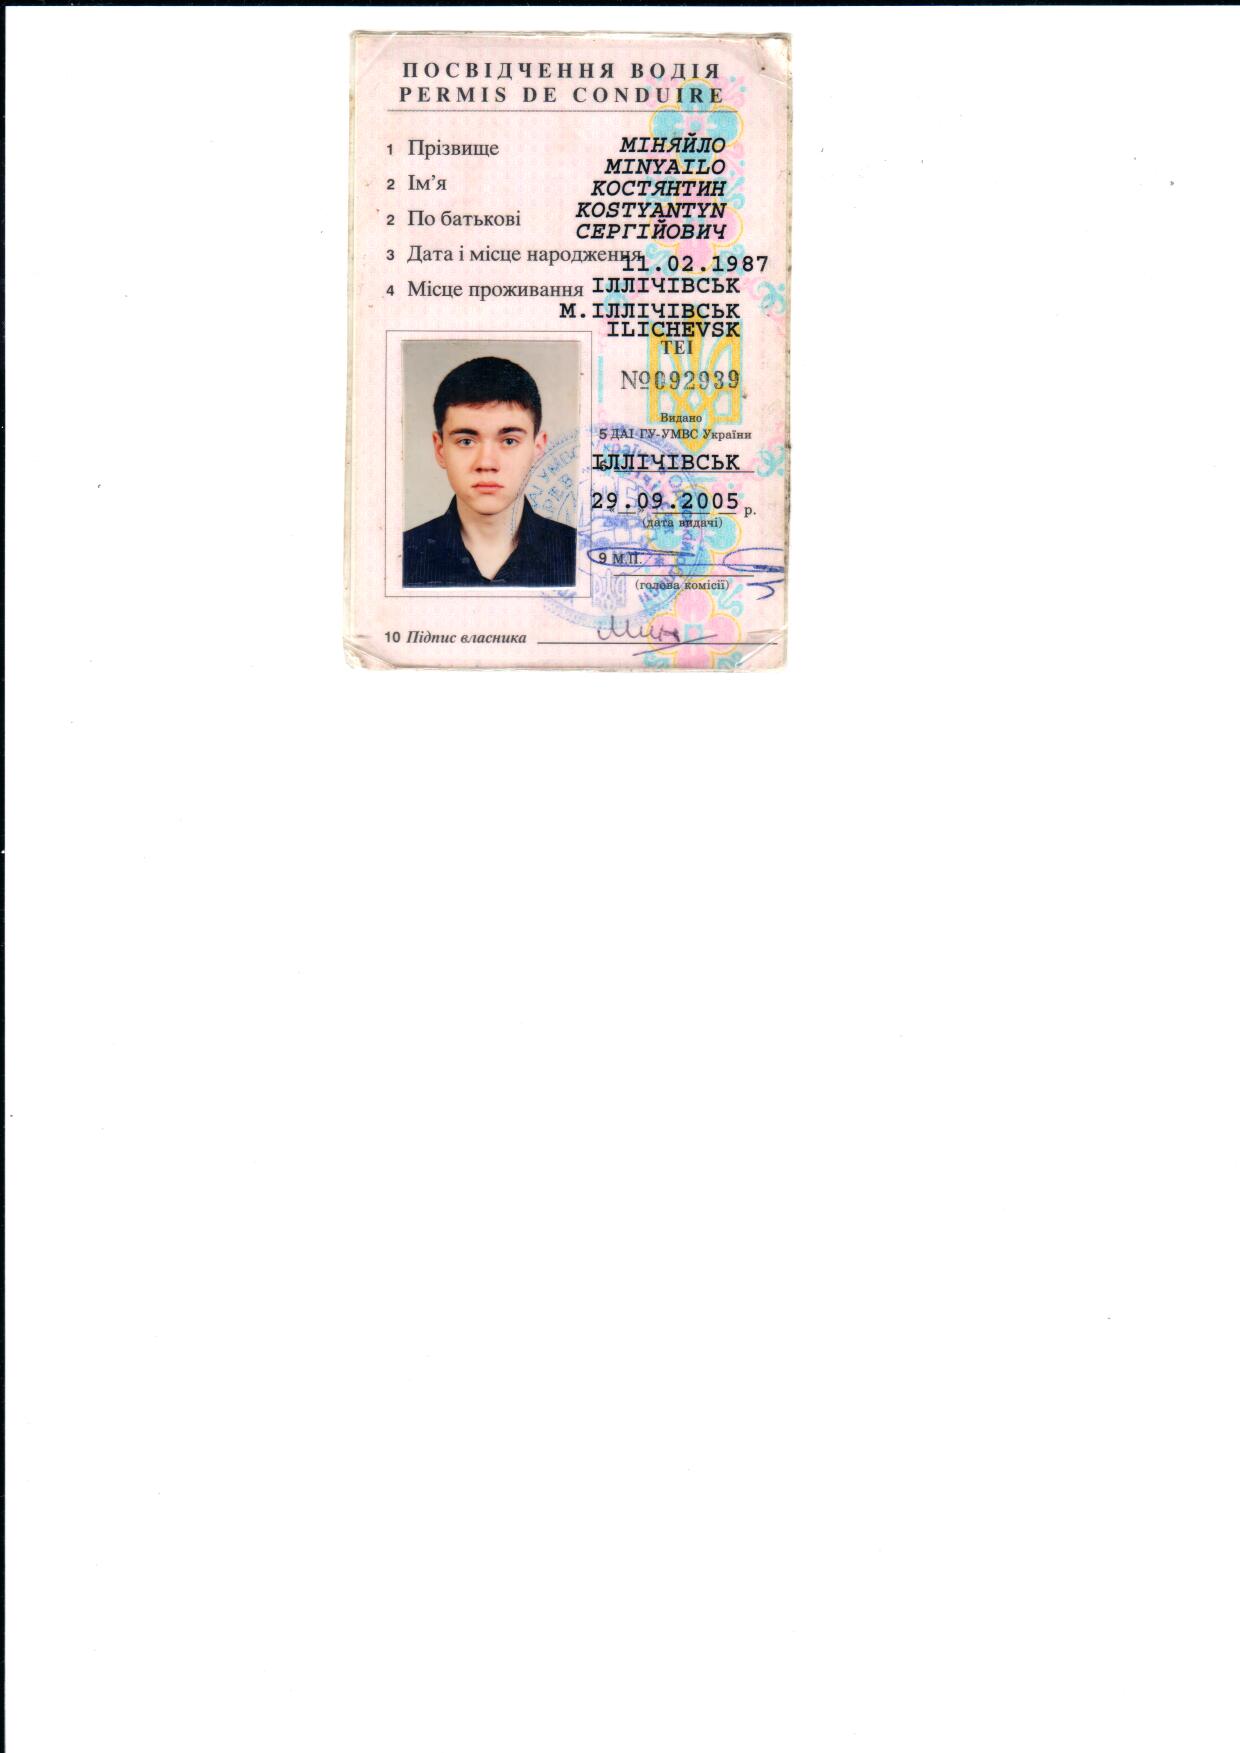 ПОСВІДЧЕННЯ ВОДІЯ
PERMIS DE CONDUIRE
1 Прізвище МІНЯЙЛО
MINYAILO
2 Ім’я КОСТЯНТИН
KOSTYANTYN
2 По батькові СЕРГІЙОВИЧ
3 Дата і місце народження 11.02.1987
ІЛЛІЧІВСЬК
4 Місце проживання
М.ІЛЛІЧІВСЬК
ILICHEVSK
ТЕІ
№092939
Видано
5 ДАІ ГУ-УМВС України
ІЛЛІЧІВСЬК
29.09.2005 р.
(дата видачі)
9 М.П.
(голова комісії)
10 Підпис власника